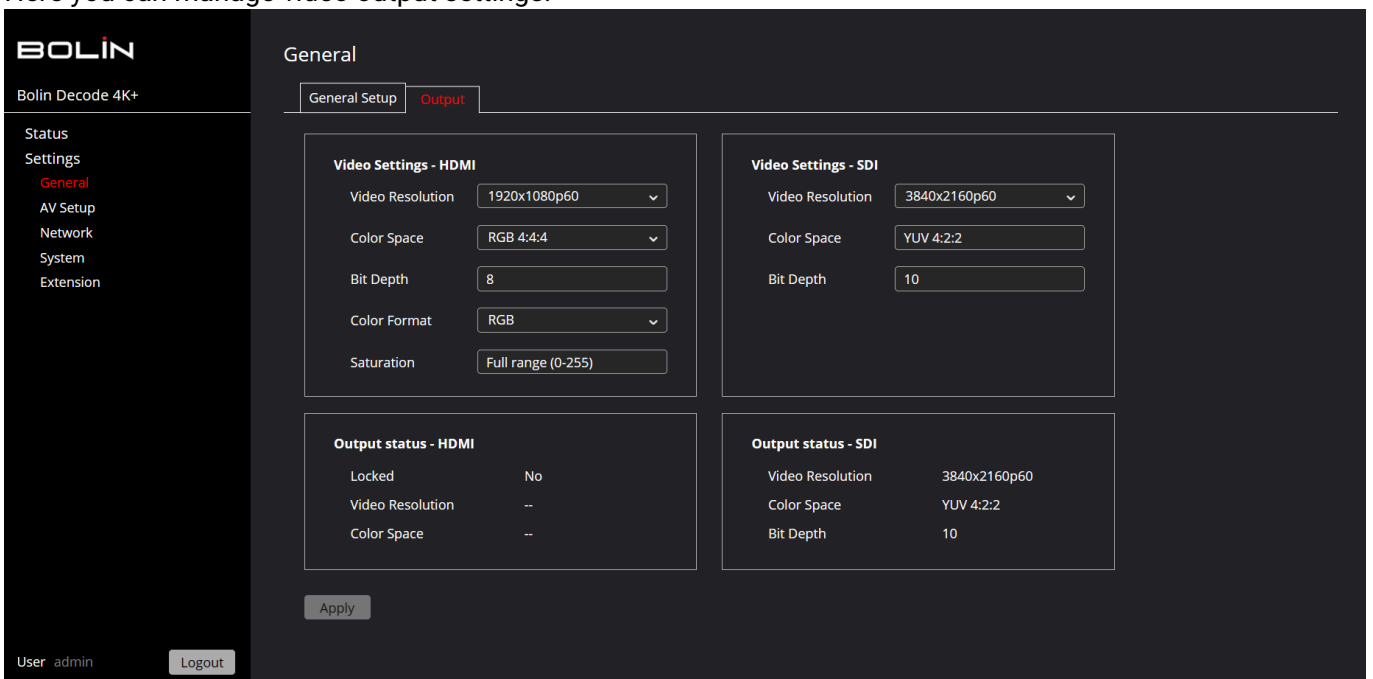 Here you can manage video output settings.
BOLIN
Bolin Decode 4K+
Status
Settings
General
AV Setup
Network
System
Extension
User admin
Logout
General
General Setup
Output
Video Settings - HDMI
Video Resolution 1920x1080p60
Color Space RGB 4:4:4
Bit Depth 8
Color Format RGB
Saturation Full range (0-255)
Video Settings - SDI
Video Resolution 3840x2160p60
Color Space YUV 4:2:2
Bit Depth 10
Output status - HDMI
Locked No
Video Resolution --
Color Space --
Output status - SDI
Video Resolution 3840x2160p60
Color Space YUV 4:2:2
Bit Depth 10
Apply